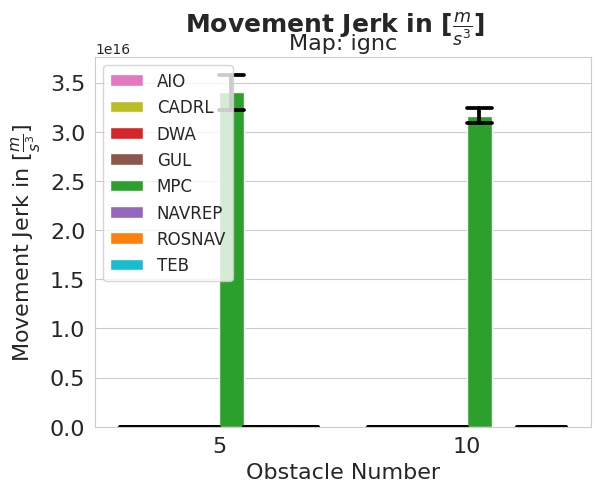 Movement Jerk in [m/s³]
Map: ignc
1e16
Movement Jerk in [m/s³]
3.5
3.0
2.5
2.0
1.5
1.0
0.5
0.0
AIO
CADRL
DWA
GUL
MPC
NAVREP
ROSNAV
TEB
5
10
Obstacle Number